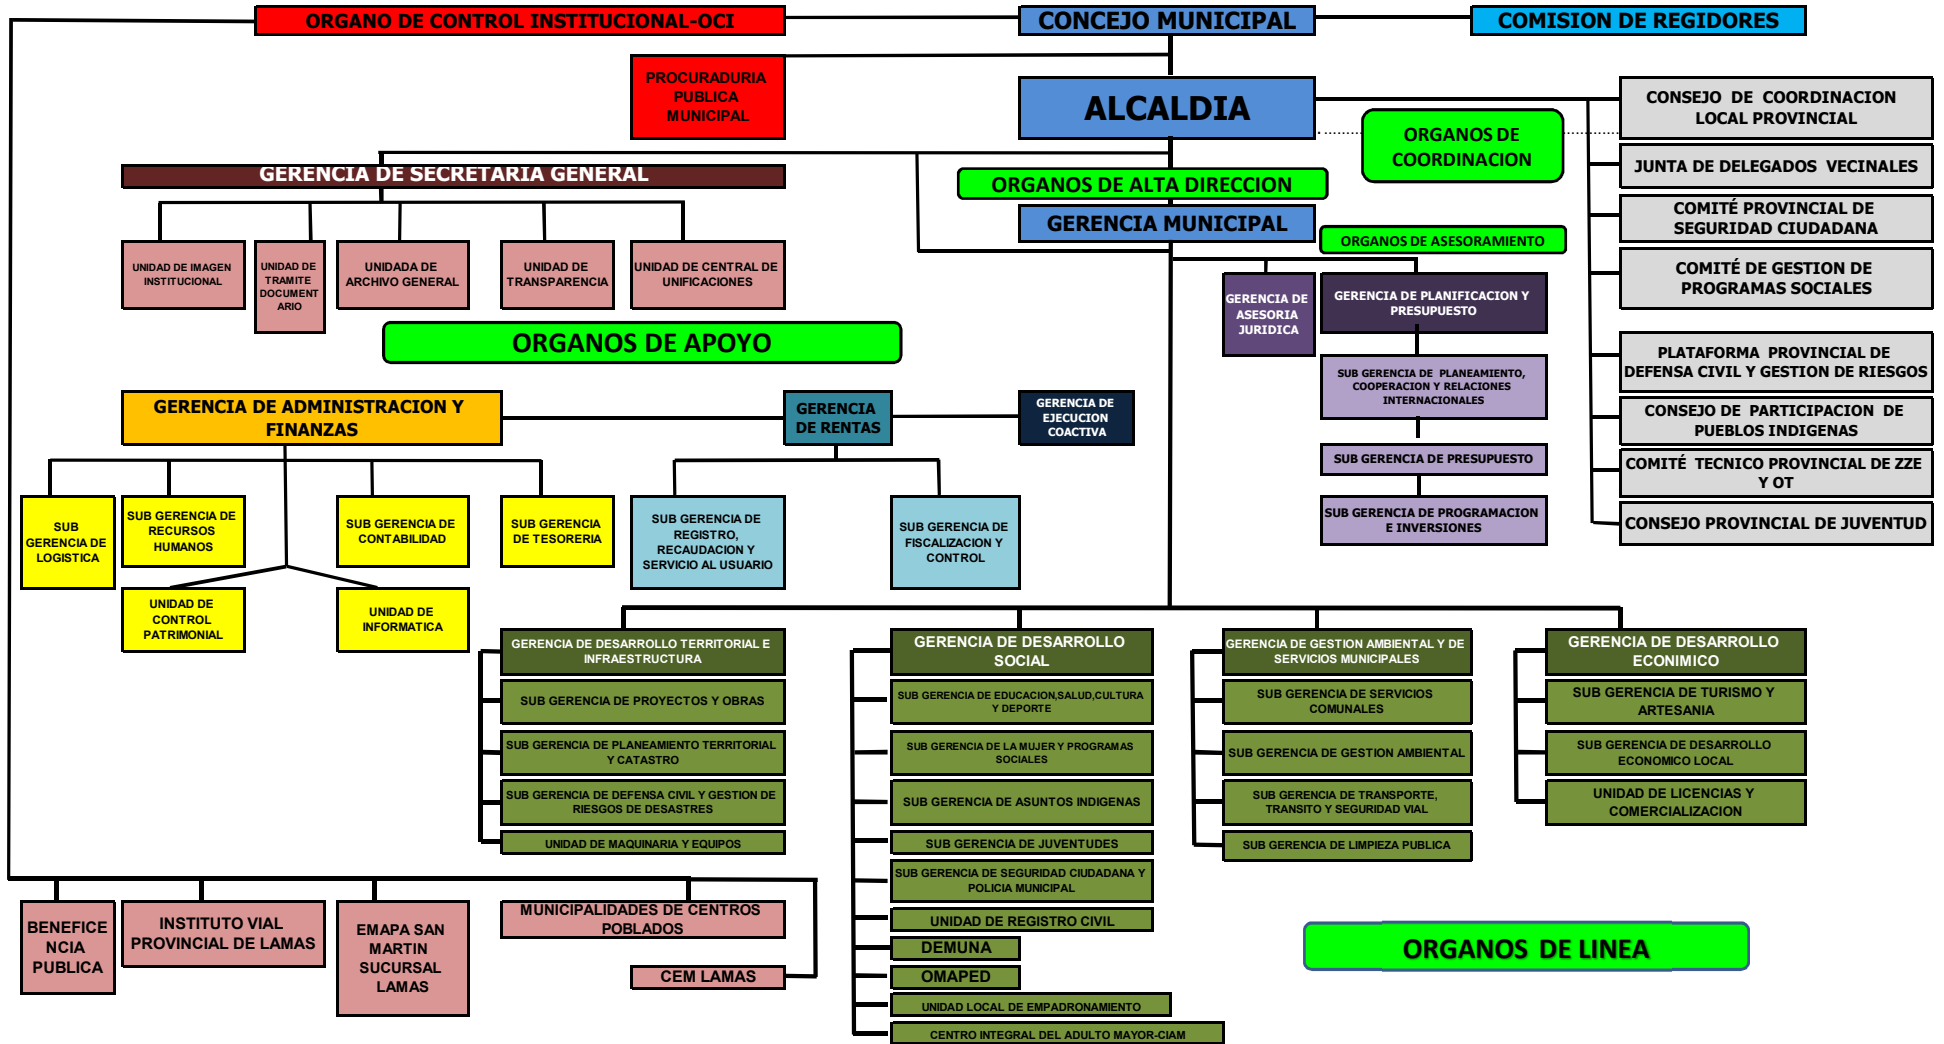 ORGANO DE CONTROL INSTITUCIONAL-OCI
CONCEJO MUNICIPAL
COMISION DE REGIDORES
PROCURADURIA
PUBLICA
MUNICIPAL
ALCALDIA
ORGANOS DE
COORDINACION
CONSEJO DE COORDINACION
LOCAL PROVINCIAL
JUNTA DE DELEGADOS VECINALES
COMITÉ PROVINCIAL DE
SEGURIDAD CIUDADANA
COMITÉ DE GESTION DE
PROGRAMAS SOCIALES
PLATAFORMA PROVINCIAL DE
DEFENSA CIVIL Y GESTION DE RIESGOS
CONSEJO DE PARTICIPACION DE
PUEBLOS INDIGENAS
COMITÉ TECNICO PROVINCIAL DE ZZE
Y OT
CONSEJO PROVINCIAL DE JUVENTUD
GERENCIA DE SECRETARIA GENERAL
ORGANOS DE ALTA DIRECCION
GERENCIA MUNICIPAL
ORGANOS DE ASESORAMIENTO
UNIDAD DE IMAGEN
INSTITUCIONAL
UNIDAD DE
TRAMITE
DOCUMENT
ARIO
UNIDADA DE
ARCHIVO GENERAL
UNIDAD DE
TRANSPARENCIA
UNIDAD DE CENTRAL DE
UNIFICACIONES
GERENCIA DE
ASESORIA
JURIDICA
GERENCIA DE PLANIFICACION Y
PRESUPUESTO
SUB GERENCIA DE PLANEAMIENTO,
COOPERACION Y RELACIONES
INTERNACIONALES
SUB GERENCIA DE PRESUPUESTO
SUB GERENCIA DE PROGRAMACION
E INVERSIONES
ORGANOS DE APOYO
GERENCIA DE ADMINISTRACION Y
FINANZAS
GERENCIA
DE RENTAS
GERENCIA DE
EJECUCION
COACTIVA
SUB
GERENCIA DE
LOGISTICA
SUB GERENCIA DE
RECURSOS
HUMANOS
SUB GERENCIA DE
CONTABILIDAD
SUB GERENCIA
DE TESORERIA
SUB GERENCIA DE
REGISTRO,
RECAUDACION Y
SERVICIO AL USUARIO
SUB GERENCIA DE
FISCALIZACION Y
CONTROL
UNIDAD DE
CONTROL
PATRIMONIAL
UNIDAD DE
INFORMATICA
GERENCIA DE DESARROLLO TERRITORIAL E
INFRAESTRUCTURA
SUB GERENCIA DE PROYECTOS Y OBRAS
SUB GERENCIA DE PLANEAMIENTO TERRITORIAL
Y CATASTRO
SUB GERENCIA DE DEFENSA CIVIL Y GESTION DE
RIESGOS DE DESASTRES
UNIDAD DE MAQUINARIA Y EQUIPOS
GERENCIA DE DESARROLLO
SOCIAL
SUB GERENCIA DE EDUCACION,SALUD,CULTURA
Y DEPORTE
SUB GERENCIA DE LA MUJER Y PROGRAMAS
SOCIALES
SUB GERENCIA DE ASUNTOS INDIGENAS
SUB GERENCIA DE JUVENTUDES
SUB GERENCIA DE SEGURIDAD CIUDADANA Y
POLICIA MUNICIPAL
UNIDAD DE REGISTRO CIVIL
DEMUNA
OMAPED
UNIDAD LOCAL DE EMPADRONAMIENTO
CENTRO INTEGRAL DEL ADULTO MAYOR-CIAM
GERENCIA DE GESTION AMBIENTAL Y DE
SERVICIOS MUNICIPALES
SUB GERENCIA DE SERVICIOS
COMUNALES
SUB GERENCIA DE GESTION AMBIENTAL
SUB GERENCIA DE TRANSPORTE,
TRANSITO Y SEGURIDAD VIAL
SUB GERENCIA DE LIMPIEZA PUBLICA
GERENCIA DE DESARROLLO
ECONIMICO
SUB GERENCIA DE TURISMO Y
ARTESANIA
SUB GERENCIA DE DESARROLLO
ECONOMICO LOCAL
UNIDAD DE LICENCIAS Y
COMERCIALIZACION
BENEFICE
NCIA
PUBLICA
INSTITUTO VIAL
PROVINCIAL DE LAMAS
EMAPA SAN
MARTIN
SUCURSAL
LAMAS
MUNICIPALIDADES DE CENTROS
POBLADOS
CEM LAMAS
ORGANOS DE LINEA